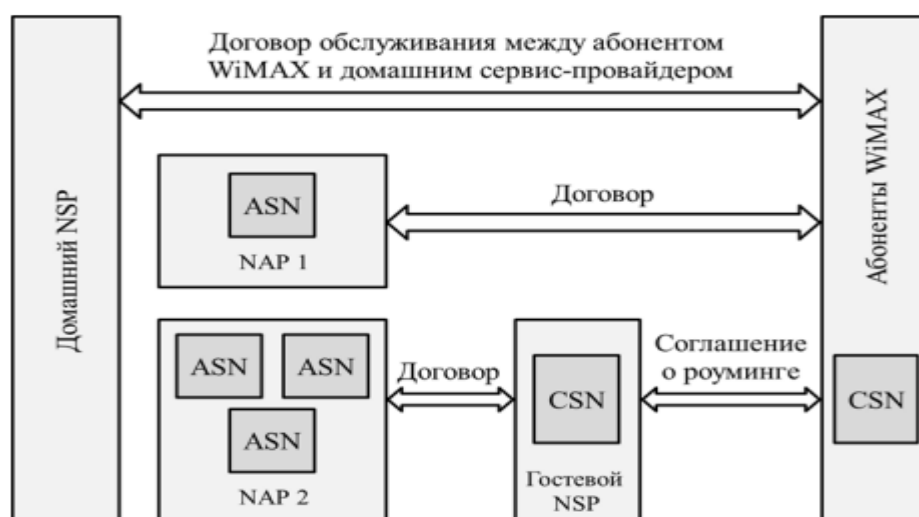 Договор обслуживания между абонентом
WiMAX и домашним сервис-провайдером
Домашний NSP
Абоненты WiMAX
ASN
NAP 1
Договор
ASN
ASN
ASN
NAP 2
Договор
CSN
Гостевой
NSP
Соглашение
о роуминге
CSN